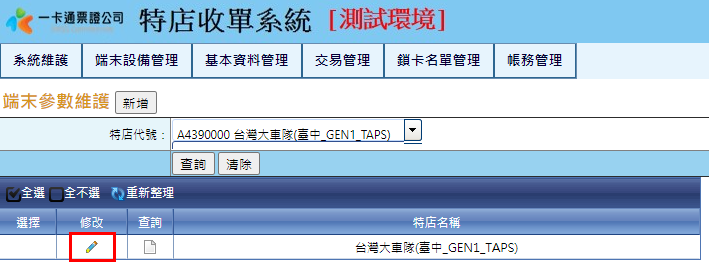 一卡通票證公司 特店收單系統 [測試環境]
系統維護 端末設備管理 基本資料管理 交易管理 鎖卡名單管理 帳務管理
端末參數維護 新增
特店代號： A4390000 台灣大車隊(臺中_GEN1_TAPS)
查詢 清除
全選 全不選 重新整理
選擇 修改 查詢 特店名稱
台灣大車隊(臺中_GEN1_TAPS)